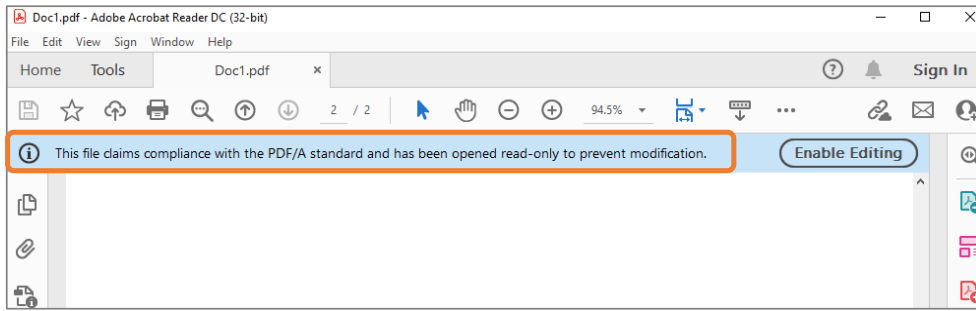 Doc1.pdf - Adobe Acrobat Reader DC (32-bit)
File Edit View Sign Window Help
Home Tools Doc1.pdf × ? Sign In
2 / 2 94.5%
This file claims compliance with the PDF/A standard and has been opened read-only to prevent modification. Enable Editing